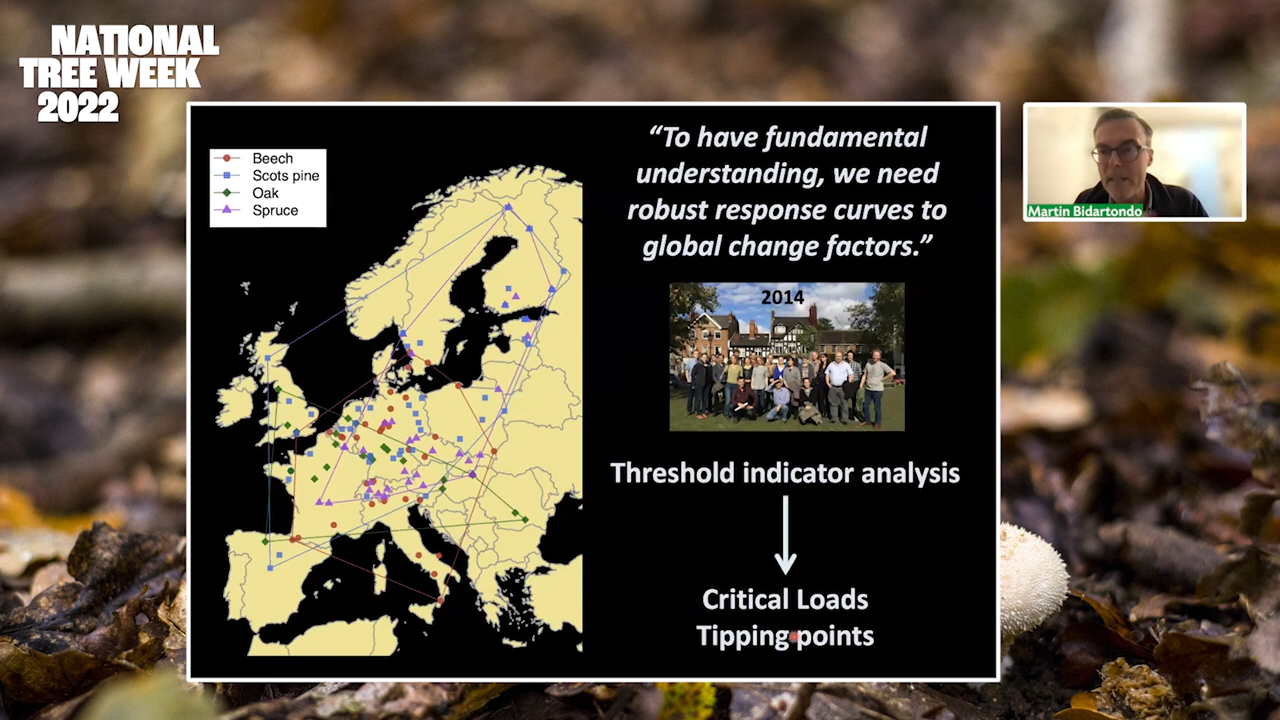 NATIONAL
TREE WEEK
2022
Beech
Scots pine
Oak
Spruce
“To have fundamental
understanding, we need
robust response curves to
global change factors.”
2014
Threshold indicator analysis
Critical Loads
Tipping points
Martin Bidartondo